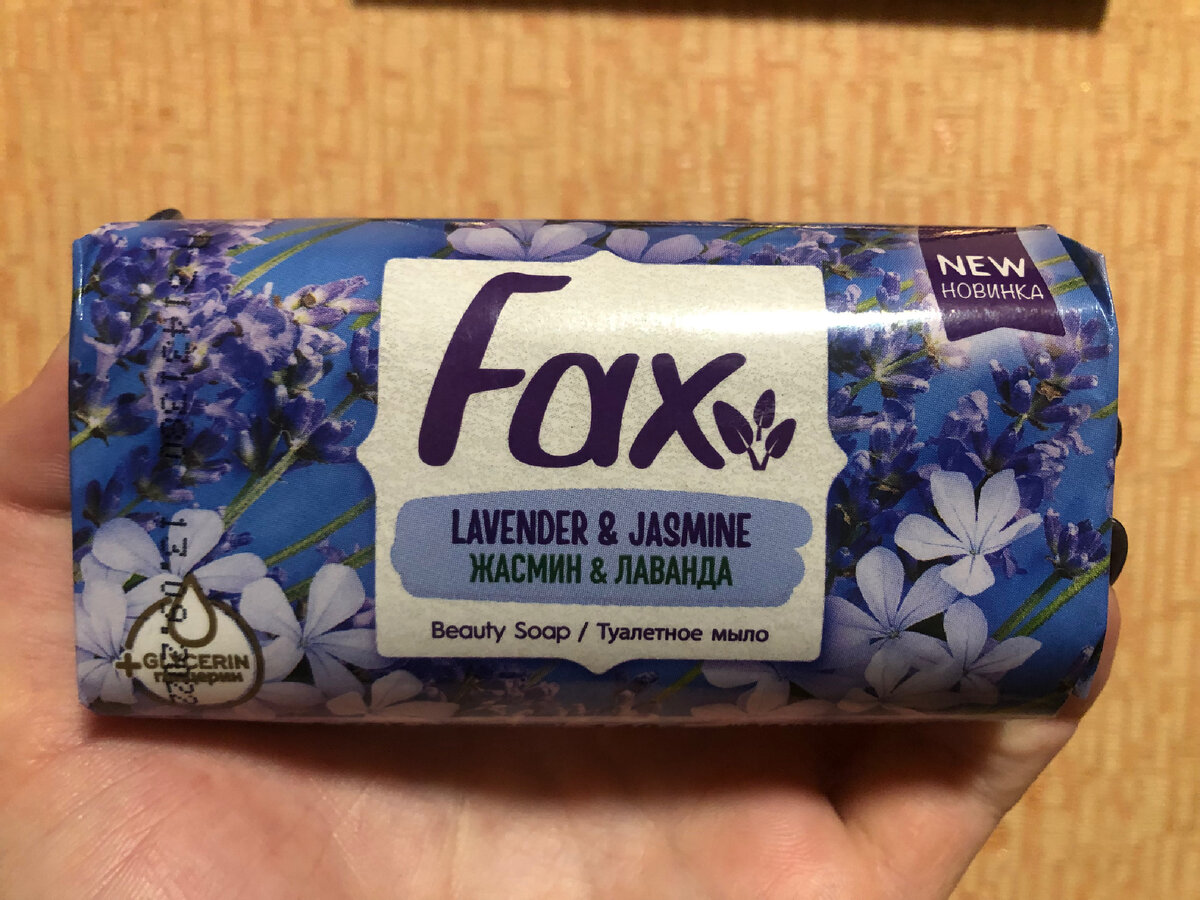 Fax
NEW
НОВИНКА
LAVENDER & JASMINE
ЖАСМИН & ЛАВАНДА
Beauty Soap / Туалетное мыло
+GLYCERIN
глицерин